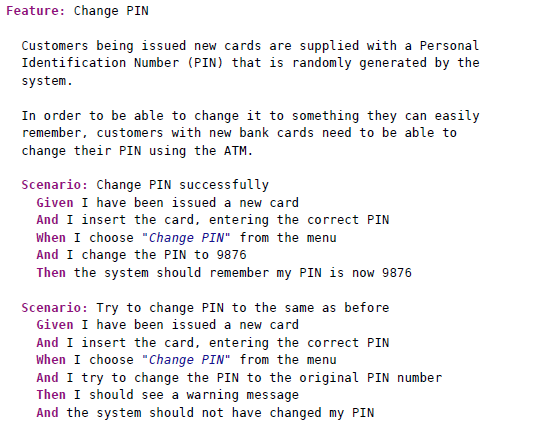 Feature: Change PIN
Customers being issued new cards are supplied with a Personal
Identification Number (PIN) that is randomly generated by the
system.
In order to be able to change it to something they can easily
remember, customers with new bank cards need to be able to
change their PIN using the ATM.
Scenario: Change PIN successfully
Given I have been issued a new card
And I insert the card, entering the correct PIN
When I choose "Change PIN" from the menu
And I change the PIN to 9876
Then the system should remember my PIN is now 9876
Scenario: Try to change PIN to the same as before
Given I have been issued a new card
And I insert the card, entering the correct PIN
When I choose "Change PIN" from the menu
And I try to change the PIN to the original PIN number
Then I should see a warning message
And the system should not have changed my PIN